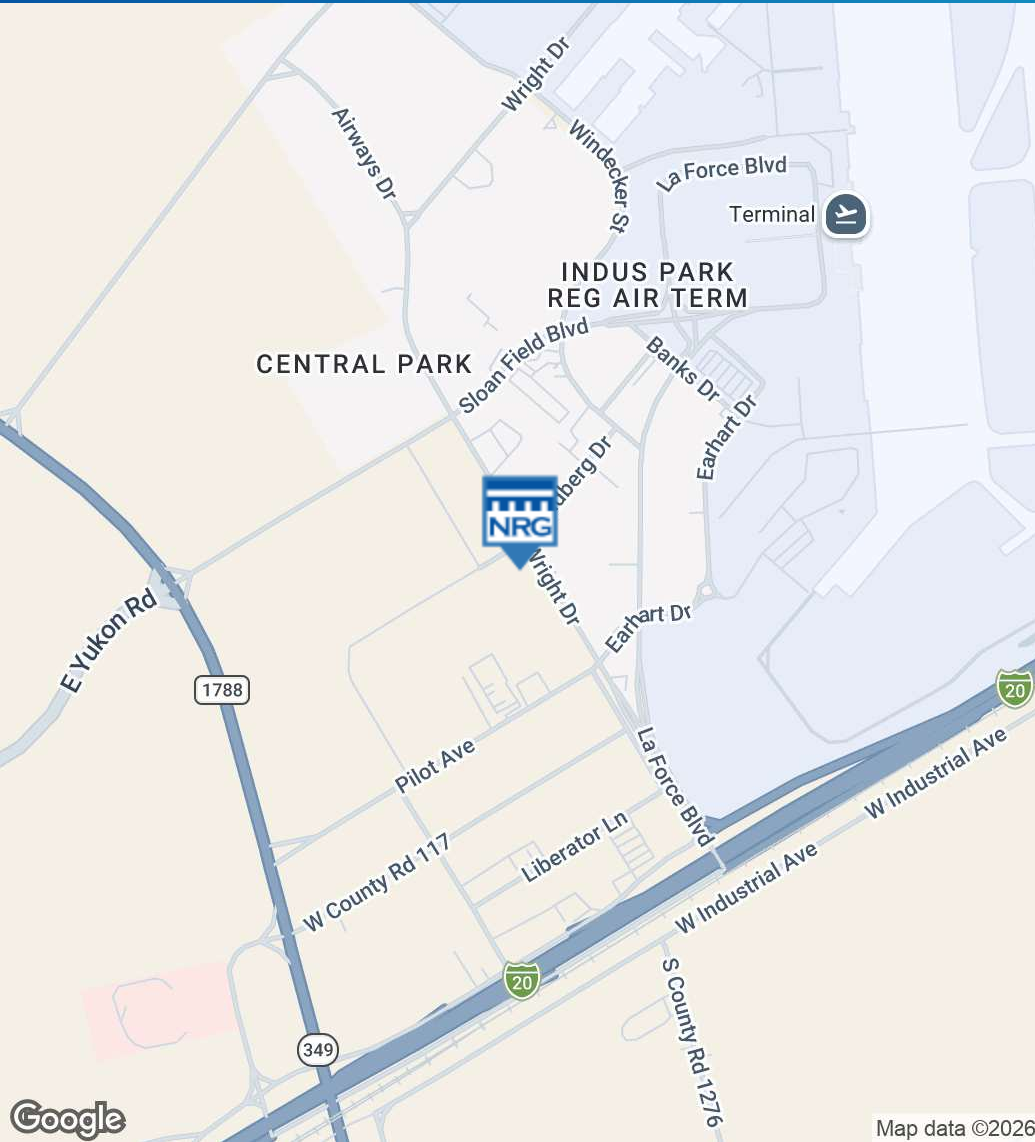 Wright Dr
Airways Dr
Windecker St
La Force Blvd
Terminal
INDUS PARK
REG AIR TERM
Sloan Field Blvd
CENTRAL PARK
Banks Dr
Earhart Dr
NRG
Wright Dr
E Yukon Rd
Earhart Dr
1788
20
La Force Blvd
Pilot Ave
W Industrial Ave
Liberator Ln
W County Rd 117
W Industrial Ave
20
S County Rd 1276
349
Google
Map data ©2026